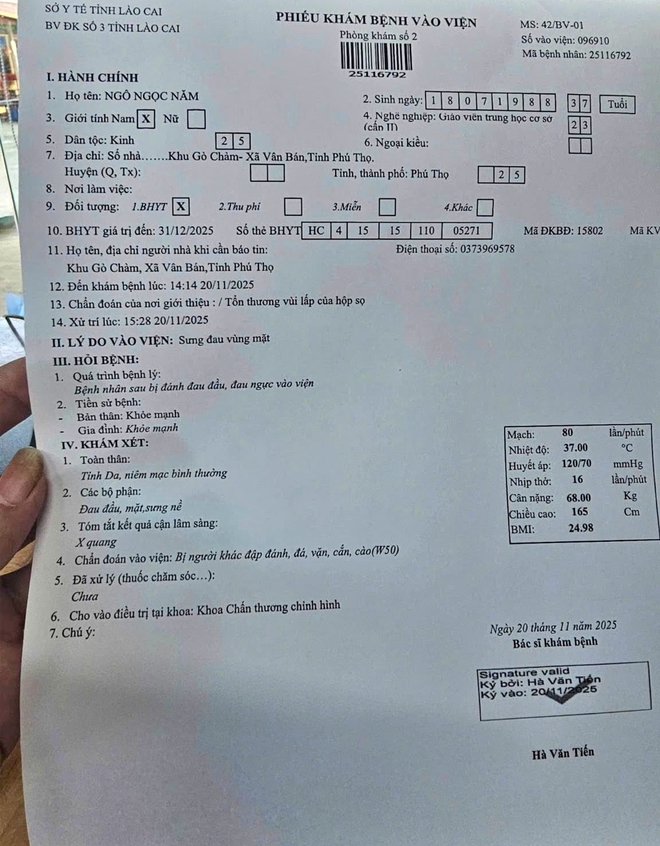 SỞ Y TẾ TỈNH LÀO CAI
BV ĐK SỐ 3 TỈNH LÀO CAI
PHIẾU KHÁM BỆNH VÀO VIỆN
Phòng khám số 2
25116792
MS: 42/BV-01
Số vào viện: 096910
Mã bệnh nhân: 25116792
I. HÀNH CHÍNH
1. Họ tên: NGÔ NGỌC NĂM
2. Sinh ngày: 1 8 0 7 1 9 8 8 3 7 Tuổi
3. Giới tính Nam X Nữ
4. Nghề nghiệp: Giáo viên trung học cơ sở (cấp II) 2 3
5. Dân tộc: Kinh 2 5
6. Ngoại kiều:
7. Địa chỉ: Số nhà.......Khu Gò Chàm- Xã Vân Bán,Tỉnh Phú Thọ.
Huyện (Q, Tx): Tỉnh, thành phố: Phú Thọ 2 5
8. Nơi làm việc:
9. Đối tượng: 1.BHYT X 2.Thu phí 3.Miễn 4.Khác
10. BHYT giá trị đến: 31/12/2025 Số thẻ BHYT HC 4 15 15 110 05271 Mã ĐKBĐ: 15802 Mã KV
11. Họ tên, địa chỉ người nhà khi cần báo tin: Điện thoại số: 0373969578
Khu Gò Chàm, Xã Vân Bán,Tỉnh Phú Thọ
12. Đến khám bệnh lúc: 14:14 20/11/2025
13. Chẩn đoán của nơi giới thiệu : / Tổn thương vùi lấp của hộp sọ
14. Xử trí lúc: 15:28 20/11/2025
II. LÝ DO VÀO VIỆN: Sưng đau vùng mặt
III. HỎI BỆNH:
1. Quá trình bệnh lý:
Bệnh nhân sau bị đánh đau đầu, đau ngực vào viện
2. Tiền sử bệnh:
- Bản thân: Khỏe mạnh
- Gia đình: Khỏe mạnh
IV. KHÁM XÉT:
1. Toàn thân:
Tỉnh Da, niêm mạc bình thường
2. Các bộ phận:
Đau đầu, mặt,sưng nề
3. Tóm tắt kết quả cận lâm sàng:
X quang
4. Chẩn đoán vào viện: Bị người khác đập đánh, đá, vặn, cắn, cào(W50)
5. Đã xử lý (thuốc chăm sóc...):
Chưa
6. Cho vào điều trị tại khoa: Khoa Chấn thương chỉnh hình
7. Chú ý:
Mạch: 80 lần/phút
Nhiệt độ: 37.00 °C
Huyết áp: 120/70 mmHg
Nhịp thở: 16 lần/phút
Cân nặng: 68.00 Kg
Chiều cao: 165 Cm
BMI: 24.98
Ngày 20 tháng 11 năm 2025
Bác sĩ khám bệnh
Signature valid
Ký bởi: Hà Văn Tiến
Ký vào: 20/11/2025
Hà Văn Tiến